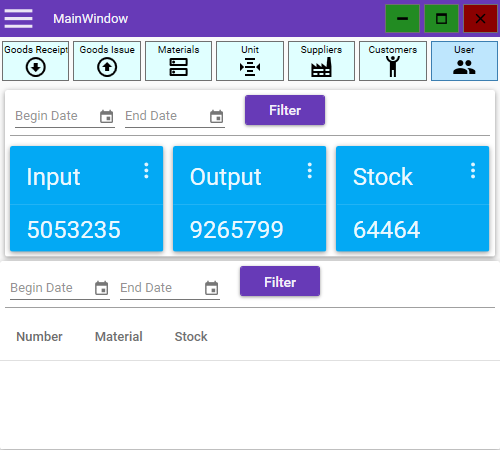 MainWindow
Goods Receipt Goods Issue Materials Unit Suppliers Customers User
Begin Date End Date Filter
Input Output Stock
5053235 9265799 64464
Begin Date End Date Filter
Number Material Stock